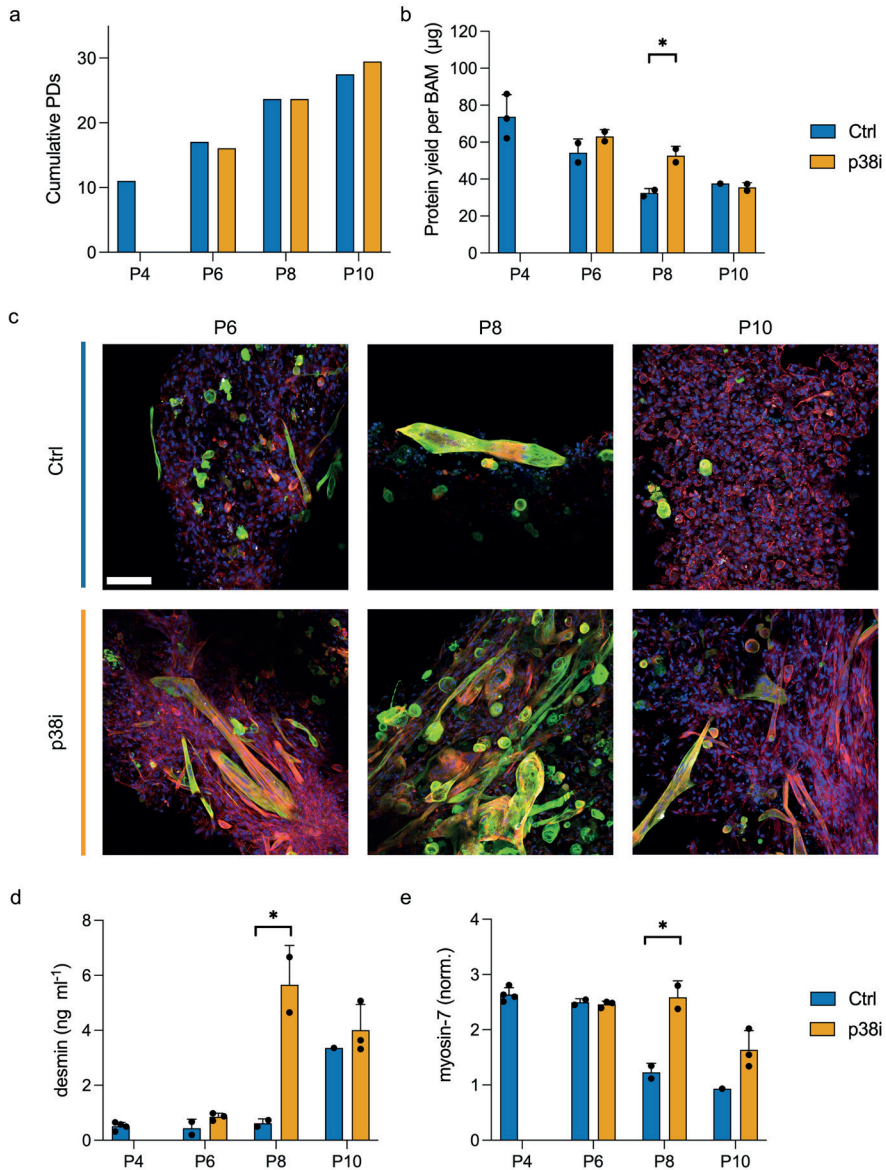 a
Cumulative PDs
30
20
10
0
P4 P6 P8 P10
b
Protein yield per BAM (µg)
120
100
80
60
40
20
0
*
P4 P6 P8 P10
Ctrl
p38i
c
P6 P8 P10
Ctrl
p38i
d
desmin (ng ml-1)
8
6
4
2
0
*
P4 P6 P8 P10
e
myosin-7 (norm.)
4
3
2
1
0
*
P4 P6 P8 P10
Ctrl
p38i